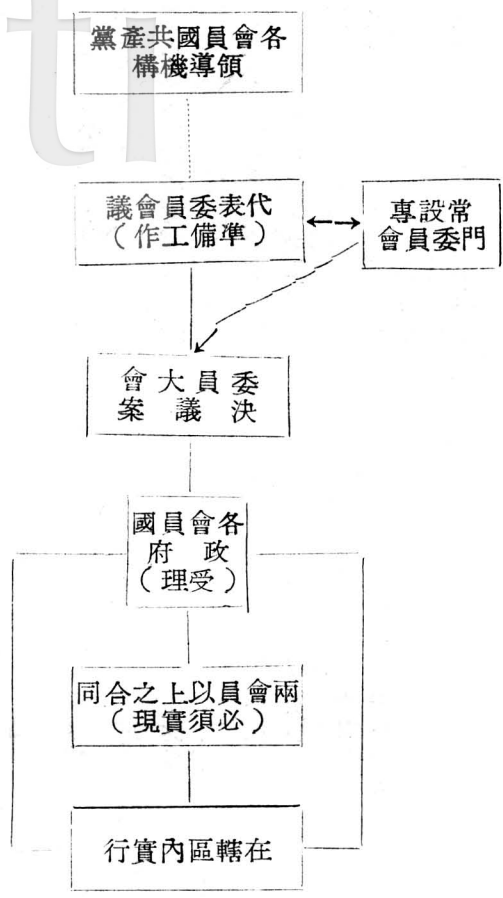 各會員國共產黨
領導機構
代表委員會議
（準備工作）
常設專
門委員會
委員大會
決議案
各會員國
政府
（受理）
兩會員以上之合同
（必須實現）
在轄區內實行